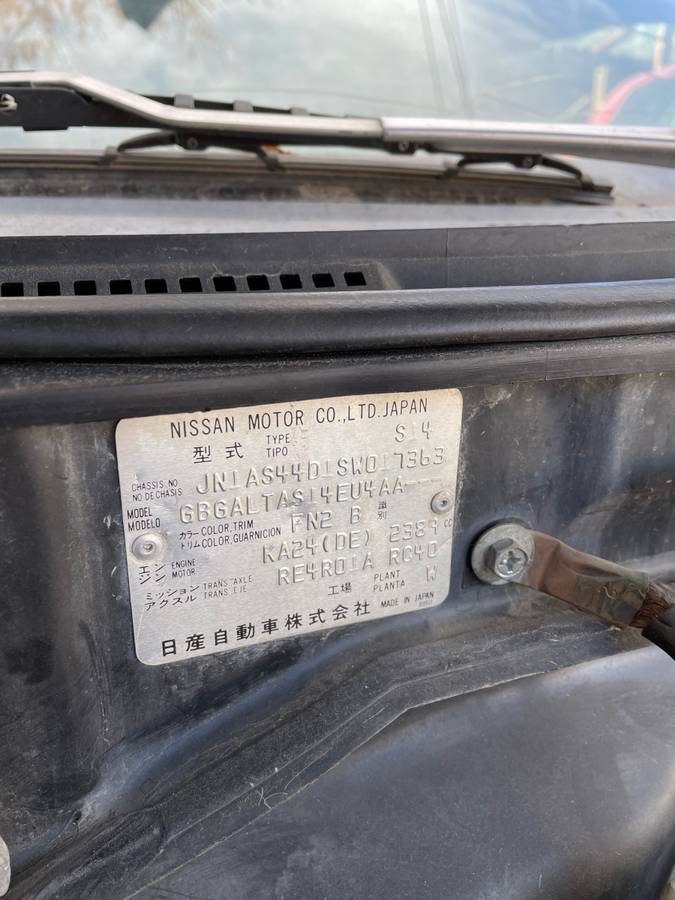 NISSAN MOTOR CO.,LTD.JAPAN
型式 TYPE TIPO S14
CHASSIS NO NO DE CHASIS JN1AS44D1SW017363
MODEL MODELO GBGALTAS14EU4AA---
カラー COLOR,TRIM トリム COLOR,GUARNICION FN2 B
エンジン ENGINE MOTOR KA24(DE) 2389 CC
ミッション アクスル TRANS.AXLE TRANS.EJE RE4R01A RC40
工場 PLANT PLANTA W
日産自動車株式会社 MADE IN JAPAN